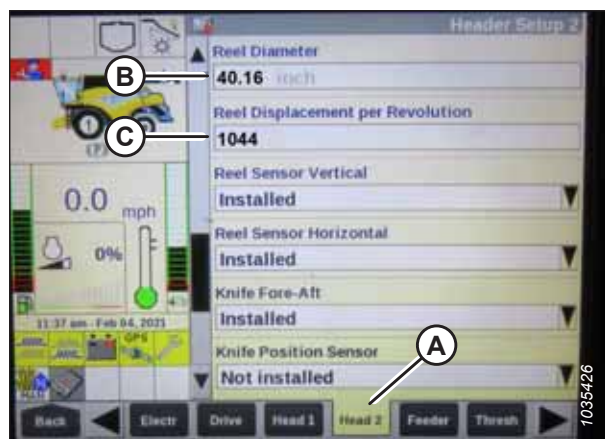 Header Setup 2
Reel Diameter
B
40.16 inch
Reel Displacement per Revolution
C
1044
Reel Sensor Vertical
Installed
0.0 mph
Reel Sensor Horizontal
Installed
0%
Knife Fore-Aft
Installed
11:37 am - Feb 04, 2021
GPS
Knife Position Sensor
A
Not installed
Back
Electr
Drive
Head 1
Head 2
Feeder
Thresh
1035426